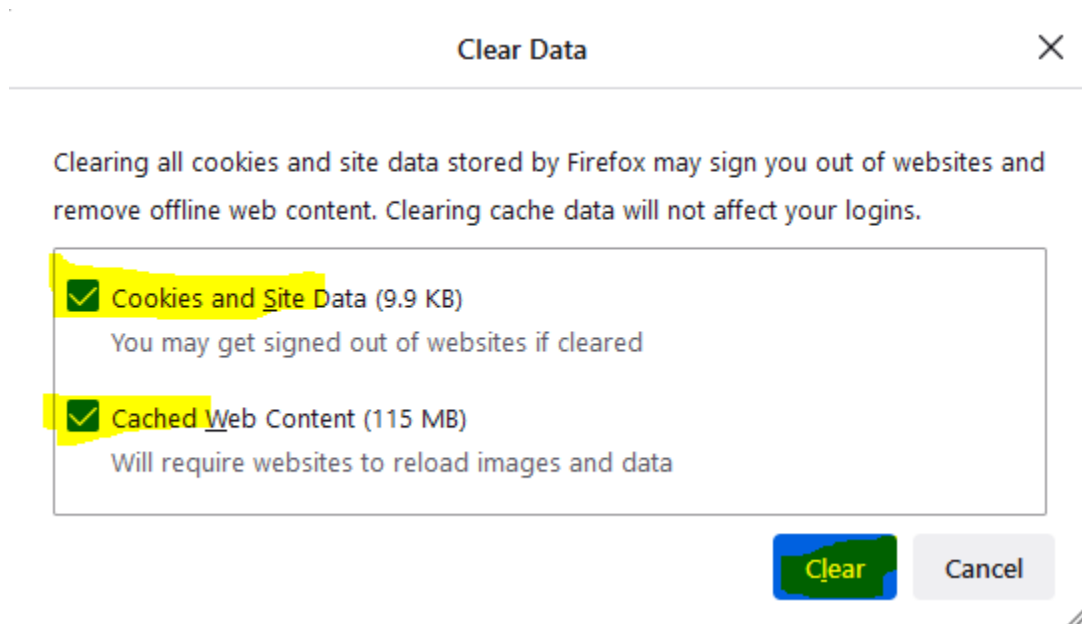 Clear Data
Clearing all cookies and site data stored by Firefox may sign you out of websites and
remove offline web content. Clearing cache data will not affect your logins.
Cookies and Site Data (9.9 KB)
You may get signed out of websites if cleared
Cached Web Content (115 MB)
Will require websites to reload images and data
Clear
Cancel